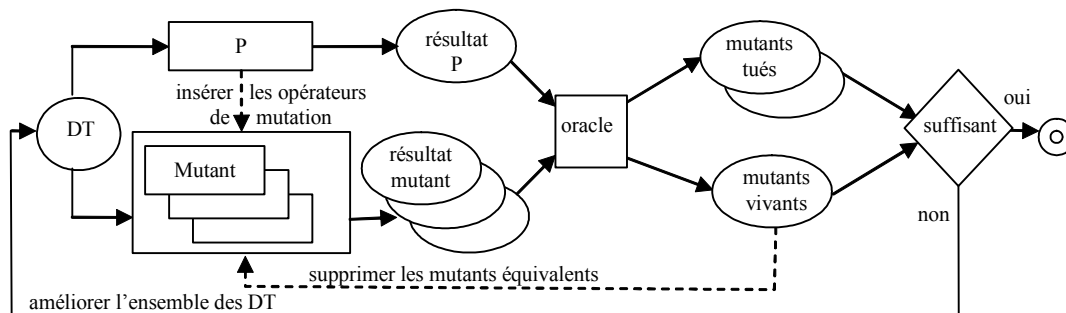 P
résultat
P
mutants
tués
insérer les opérateurs
de mutation
DT
oracle
suffisant
oui
Mutant
résultat
mutant
mutants
vivants
non
supprimer les mutants équivalents
améliorer l’ensemble des DT